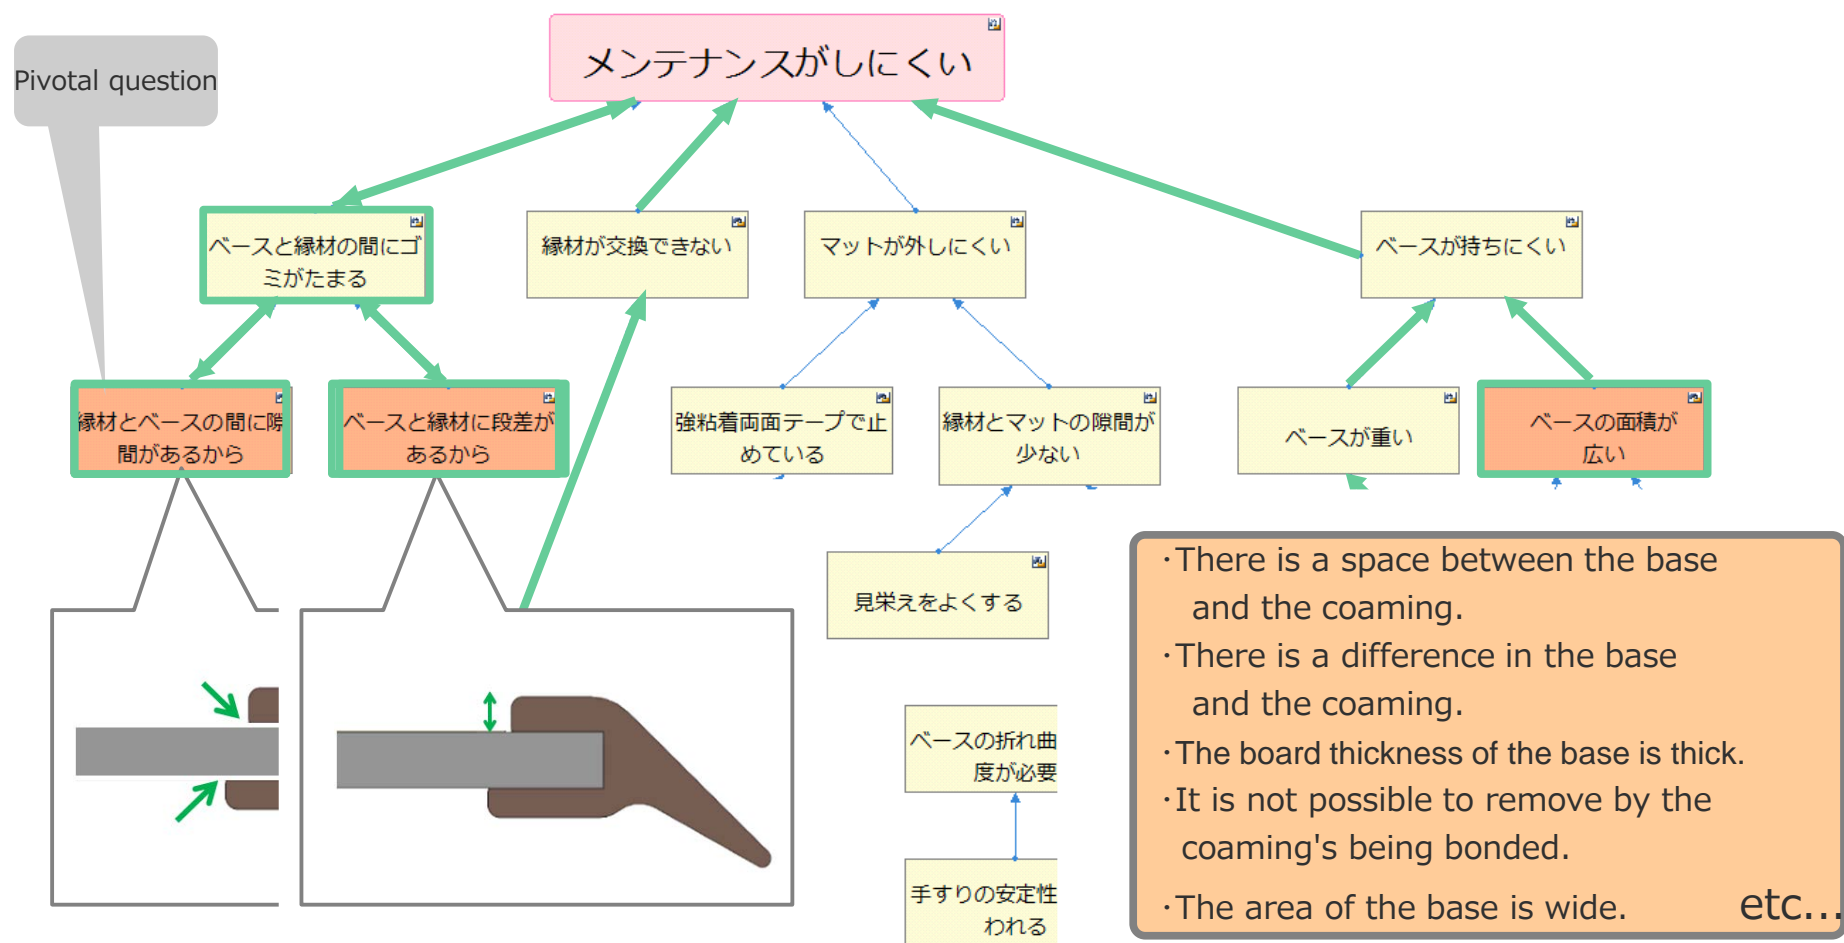 メンテナンスがしにくい
Pivotal question
ベースと縁材の間にゴ
ミがたまる
縁材が交換できない
マットが外しにくい
ベースが持ちにくい
縁材とベースの間に隙
間があるから
ベースと縁材に段差が
あるから
強粘着両面テープで止
めている
縁材とマットの隙間が
少ない
ベースが重い
ベースの面積が
広い
見栄えをよくする
ベースの折れ曲
度が必要
手すりの安定性
われる
・There is a space between the base
and the coaming.
・There is a difference in the base
and the coaming.
・The board thickness of the base is thick.
・It is not possible to remove by the
coaming's being bonded.
・The area of the base is wide.
etc...